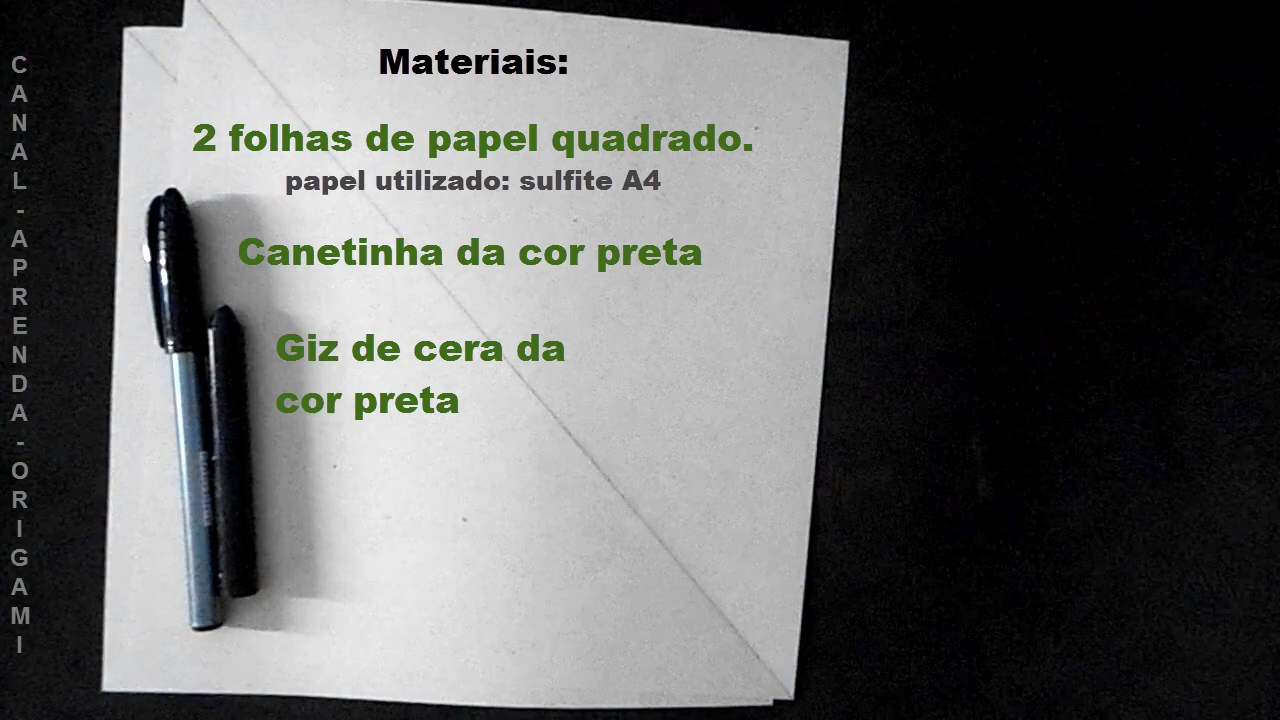 Materiais:
2 folhas de papel quadrado.
papel utilizado: sulfite A4
Canetinha da cor preta
Giz de cera da
cor preta
CANAL-APRENDA-ORIGAMI